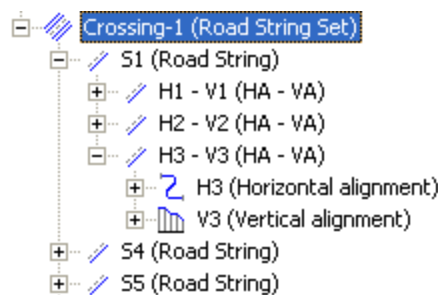 Crossing-1 (Road String Set)
S1 (Road String)
H1 - V1 (HA - VA)
H2 - V2 (HA - VA)
H3 - V3 (HA - VA)
H3 (Horizontal alignment)
V3 (Vertical alignment)
S4 (Road String)
S5 (Road String)